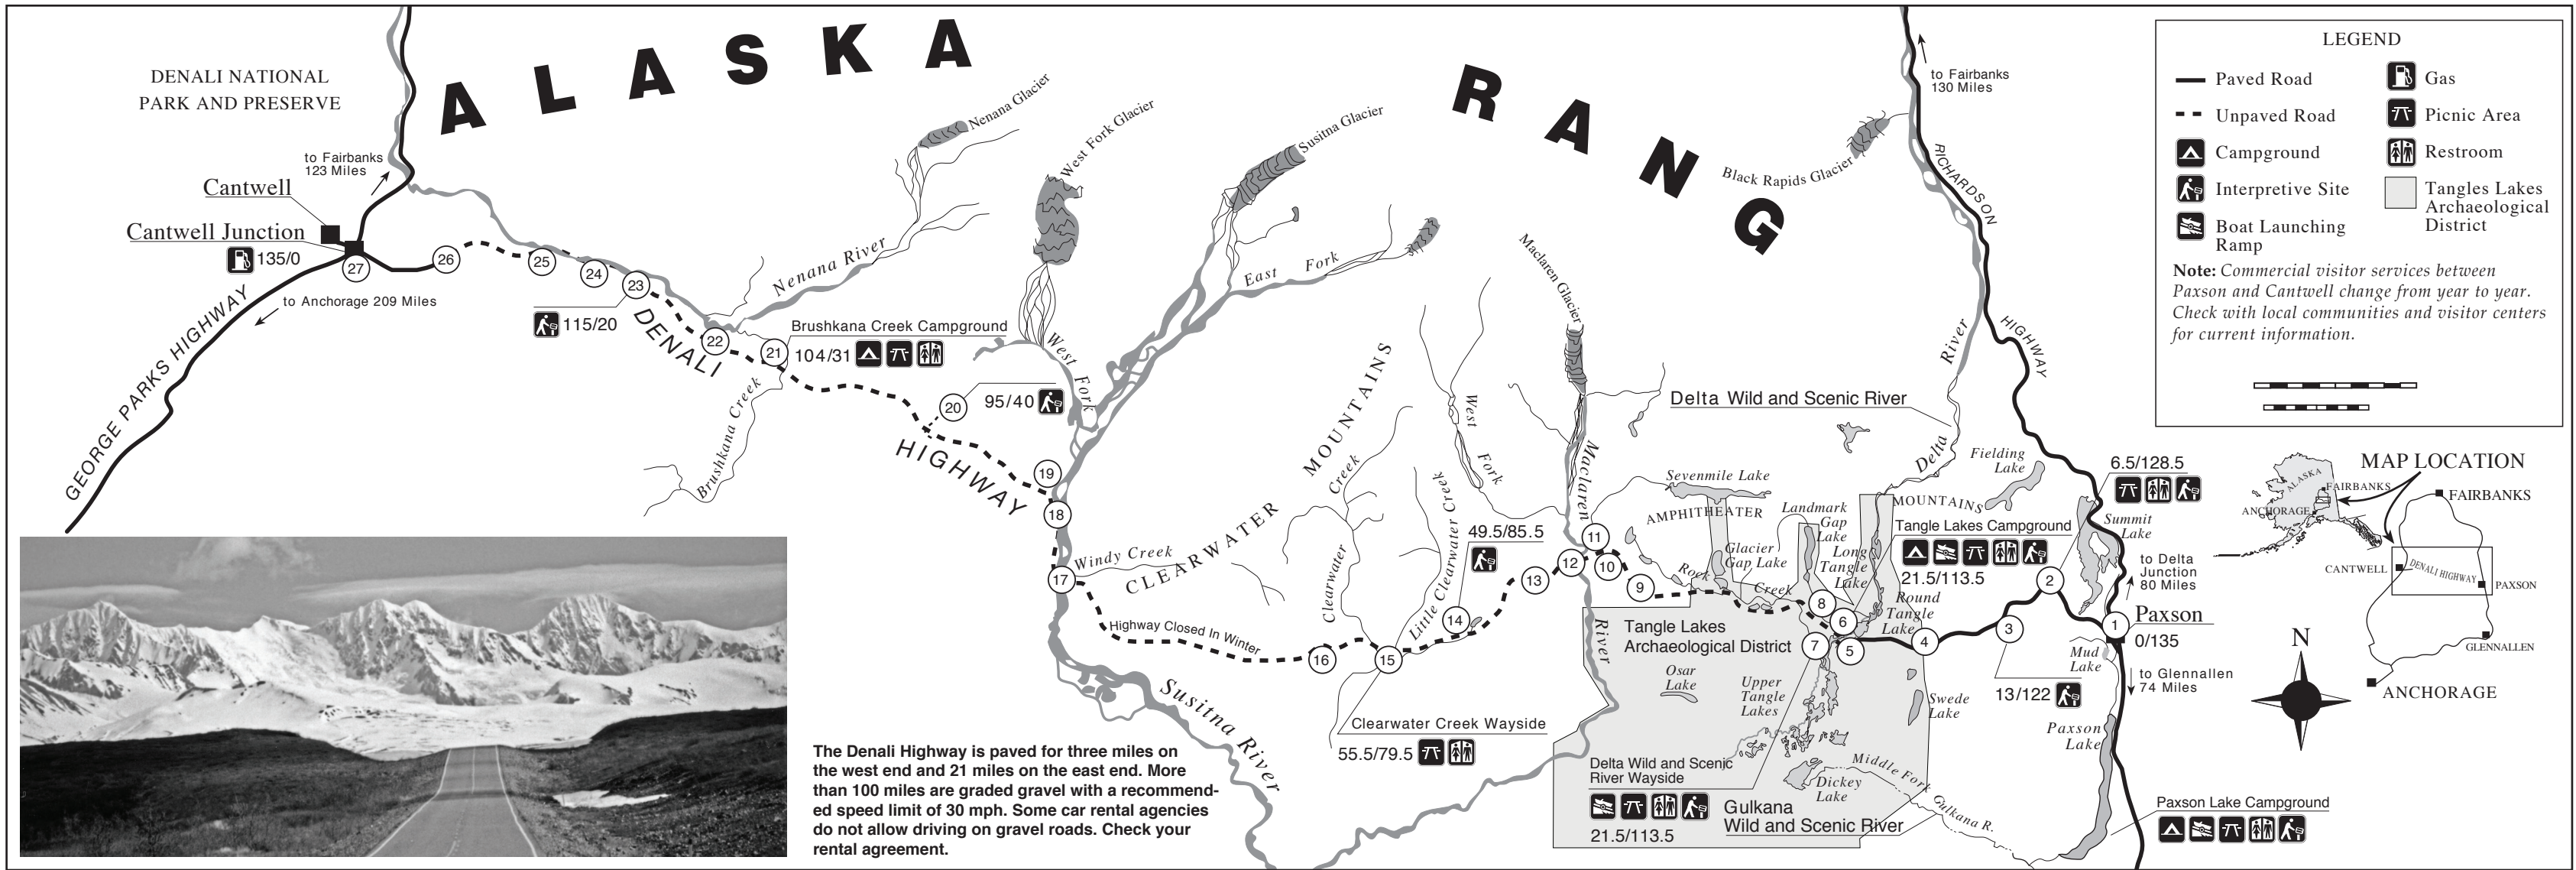 ALASKA RANG
DENALI NATIONAL
PARK AND PRESERVE
to Fairbanks
123 Miles
Cantwell
Cantwell Junction
135/0
27
26
25
24
23
115/20
to Anchorage 209 Miles
GEORGE PARKS HIGHWAY
DENALI
HIGHWAY
22
21
Nenana River
Nenana Glacier
Brushkana Creek Campground
104/31
Brushkana Creek
20
95/40
19
18
17
West Fork Glacier
West Fork
Susitna Glacier
East Fork
Windy Creek
CLEARWATER
MOUNTAINS
Highway Closed In Winter
Susitna River
16
Clearwater
Creek
15
Little Clearwater Creek
14
49.5/85.5
13
Clearwater Creek Wayside
55.5/79.5
West Fork
Maclaren Glacier
Maclaren
River
12
11
10
9
Sevenmile Lake
AMPHITHEATER
MOUNTAINS
Landmark
Gap
Lake
Glacier
Gap Lake
Long
Tangle
Lake
Rock
Creek
Round
Tangle
Lake
8
6
7
5
4
3
2
1
Tangle Lakes
Archaeological District
Osar
Lake
Upper
Tangle
Lakes
Delta Wild and Scenic
River Wayside
21.5/113.5
Dickey
Lake
Gulkana
Wild and Scenic River
Middle Fork
Gulkana R.
Swede
Lake
Tangle Lakes Campground
21.5/113.5
Delta Wild and Scenic River
Delta
River
Black Rapids Glacier
RICHARDSON
HIGHWAY
to Fairbanks
130 Miles
Fielding
Lake
6.5/128.5
Summit
Lake
to Delta
Junction
80 Miles
Paxson
0/135
Mud
Lake
to Glennallen
74 Miles
13/122
Paxson
Lake
Paxson Lake Campground
The Denali Highway is paved for three miles on
the west end and 21 miles on the east end. More
than 100 miles are graded gravel with a recommend-
ed speed limit of 30 mph. Some car rental agencies
do not allow driving on gravel roads. Check your
rental agreement.
LEGEND
Paved Road
Unpaved Road
Campground
Interpretive Site
Boat Launching
Ramp
Gas
Picnic Area
Restroom
Tangles Lakes
Archaeological
District
Note: Commercial visitor services between
Paxson and Cantwell change from year to year.
Check with local communities and visitor centers
for current information.
MAP LOCATION
ALASKA
FAIRBANKS
ANCHORAGE
FAIRBANKS
CANTWELL
DENALI HIGHWAY
PAXSON
GLENNALLEN
ANCHORAGE
N